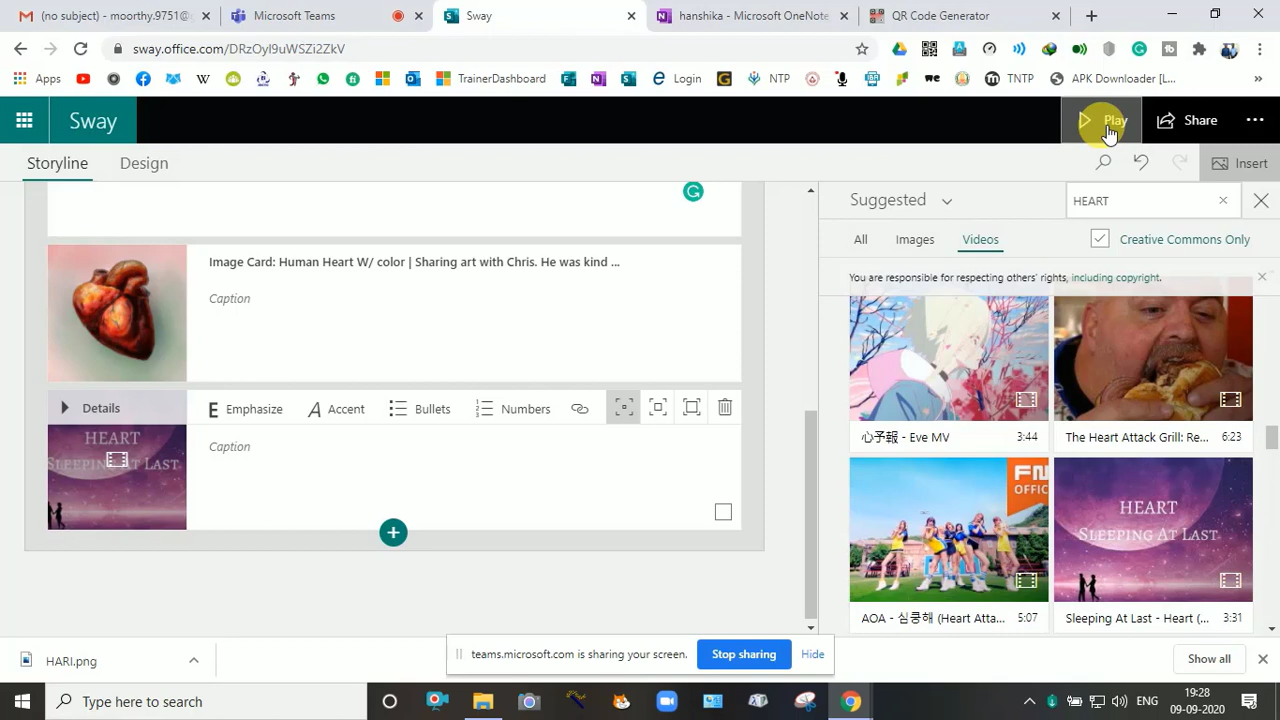 (no subject) - moorthy.9751@
Microsoft Teams
Sway
hanshika - Microsoft OneNote
QR Code Generator
sway.office.com/DRzOyI9uWSZi2ZkV
Apps
TrainerDashboard
Login
NTP
TNTP
APK Downloader [L...
Sway
Play
Share
Storyline
Design
Insert
Suggested
HEART
All
Images
Videos
Creative Commons Only
You are responsible for respecting others' rights, including copyright.
Image Card: Human Heart W/ color | Sharing art with Chris. He was kind ...
Caption
Details
Emphasize
Accent
Bullets
Numbers
HEART
SLEEPING AT LAST
Caption
心予報 - Eve MV
3:44
The Heart Attack Grill: Re...
6:23
FN
OFFIC
HEART
SLEEPING AT LAST
AOA - 심쿵해 (Heart Atta...
5:07
Sleeping At Last - Heart (...
3:31
HARI.png
teams.microsoft.com is sharing your screen.
Stop sharing
Hide
Show all
Type here to search
ENG
19:28
09-09-2020